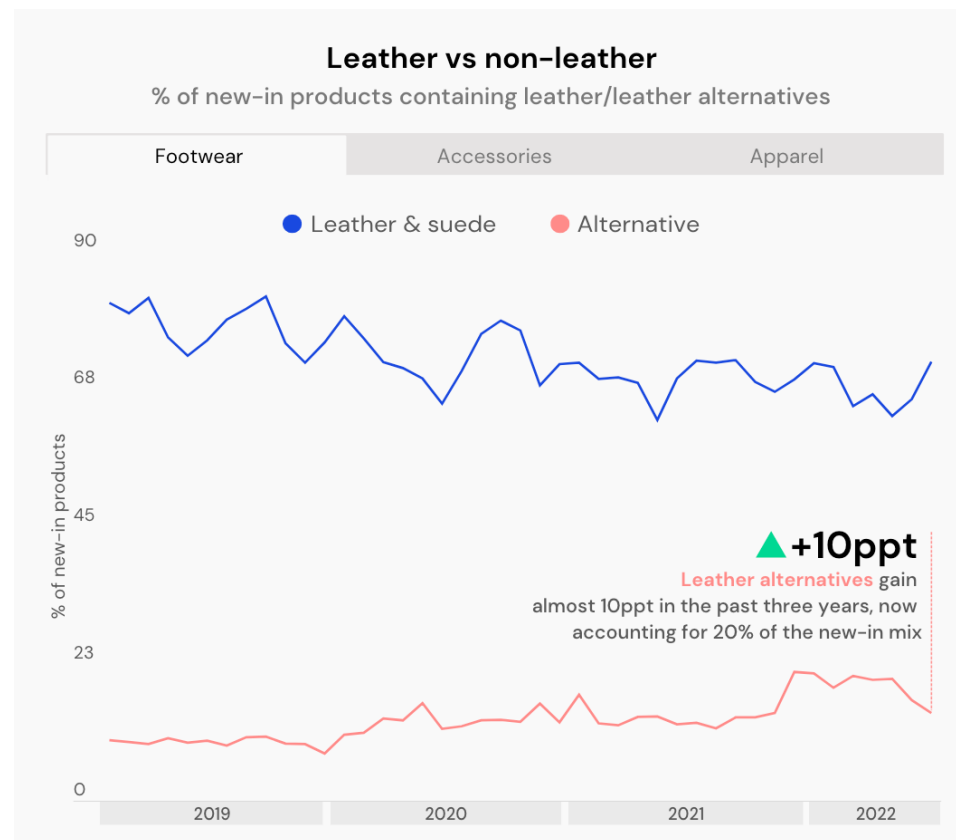 Leather vs non-leather
% of new-in products containing leather/leather alternatives
Footwear
Accessories
Apparel
Leather & suede
Alternative
90
68
45
23
0
% of new-in products
+10ppt
Leather alternatives gain
almost 10ppt in the past three years, now
accounting for 20% of the new-in mix
2019
2020
2021
2022